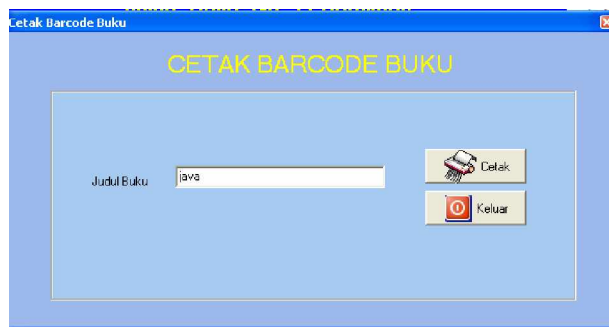 Cetak Barcode Buku
CETAK BARCODE BUKU
Judul Buku
java
Cetak
Keluar